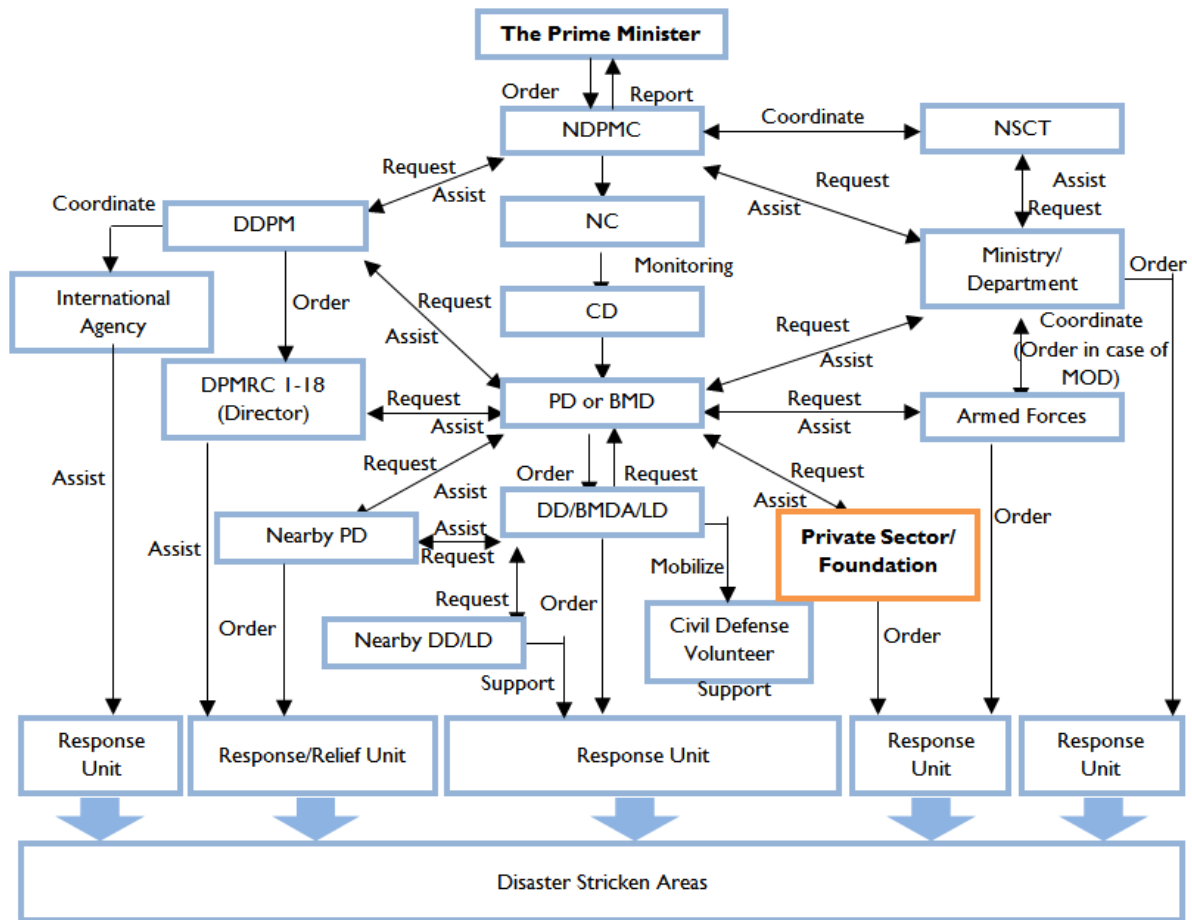 The Prime Minister
Order
Report
NDPMC
Coordinate
NSCT
Request
Assist
Request
Assist
Assist
Request
Coordinate
DDPM
NC
Ministry/
Department
Order
International
Agency
Order
Monitoring
CD
Request
Assist
Request
Assist
Coordinate
(Order in case of
MOD)
DPMRC 1-18
(Director)
Request
Assist
PD or BMD
Request
Assist
Armed Forces
Request
Assist
Order
Request
Request
Assist
Assist
DD/BMDA/LD
Nearby PD
Assist
Request
Private Sector/
Foundation
Order
Assist
Mobilize
Request
Order
Order
Nearby DD/LD
Support
Civil Defense
Volunteer
Support
Order
Response
Unit
Response/Relief Unit
Response Unit
Response
Unit
Response
Unit
Disaster Stricken Areas